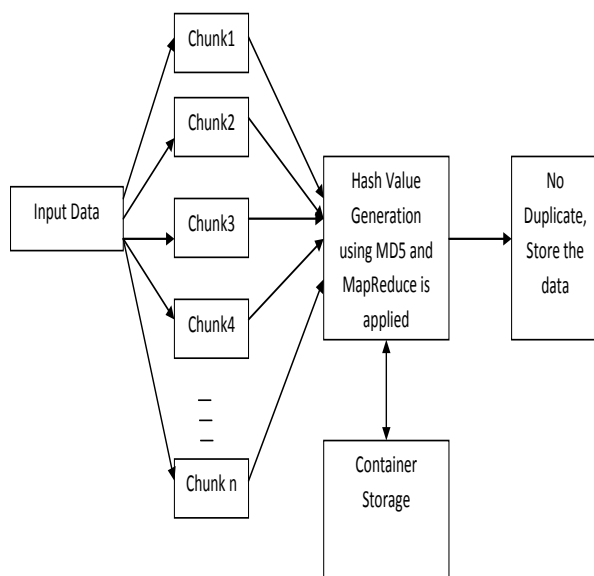 Chunk1
Chunk2
Input Data
Chunk3
Chunk4
Chunk n
Hash Value
Generation
using MD5 and
MapReduce is
applied
No
Duplicate,
Store the
data
Container
Storage